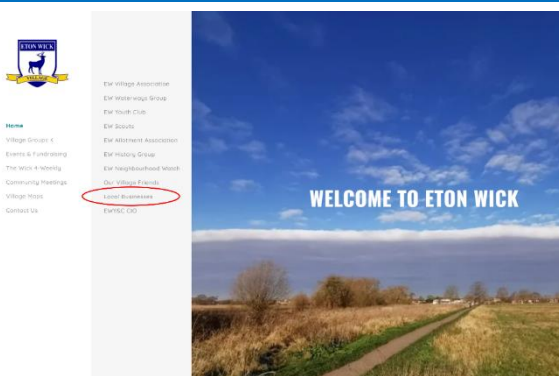 ETON WICK
VILLAGE
Home
Village Groups
Events & Fundraising
The Wick 4-Weekly
Community Meetings
Village Maps
Contact Us
EW Village Association
EW Waterways Group
EW Youth Club
EW Scouts
EW Allotment Association
EW History Group
EW Neighbourhood Watch
Our Village Friends
Local Businesses
EWYSC CIO
WELCOME TO ETON WICK